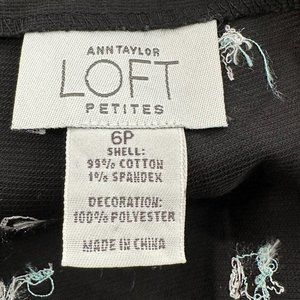 ANN TAYLOR
LOFT
PETITES
6P
SHELL:
99% COTTON
1% SPANDEX
DECORATION:
100% POLYESTER
MADE IN CHINA